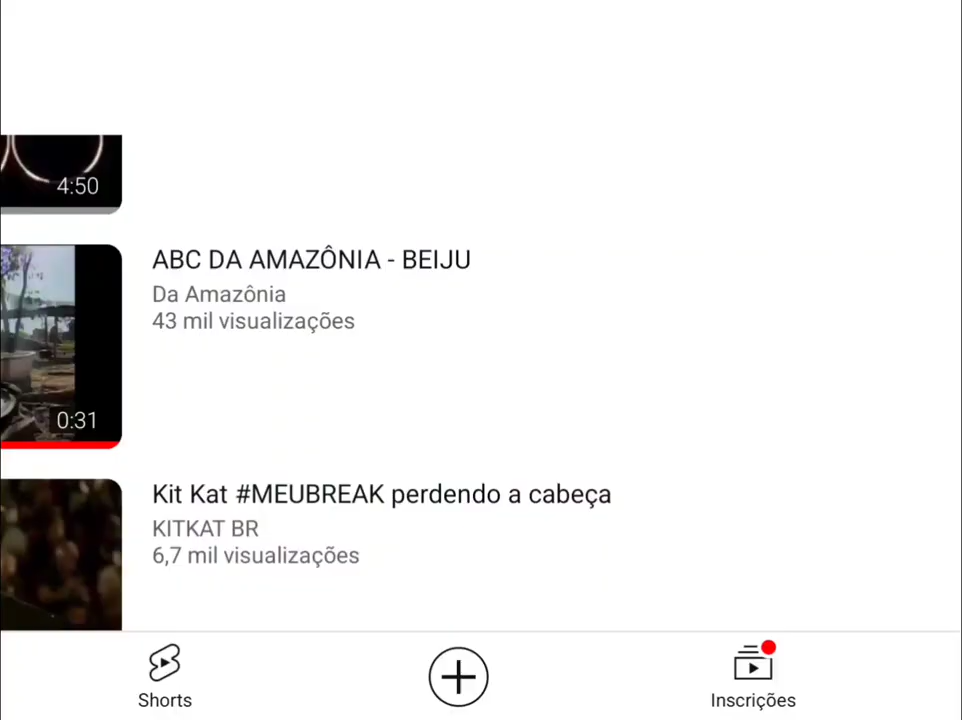 4:50
ABC DA AMAZÔNIA - BEIJU
Da Amazônia
43 mil visualizações
0:31
Kit Kat #MEUBREAK perdendo a cabeça
KITKAT BR
6,7 mil visualizações
Shorts
Inscrições